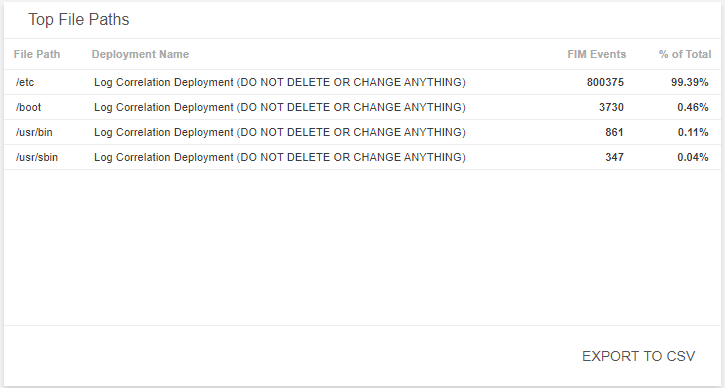 Top File Paths
File Path Deployment Name FIM Events % of Total
/etc Log Correlation Deployment (DO NOT DELETE OR CHANGE ANYTHING) 800375 99.39%
/boot Log Correlation Deployment (DO NOT DELETE OR CHANGE ANYTHING) 3730 0.46%
/usr/bin Log Correlation Deployment (DO NOT DELETE OR CHANGE ANYTHING) 861 0.11%
/usr/sbin Log Correlation Deployment (DO NOT DELETE OR CHANGE ANYTHING) 347 0.04%
EXPORT TO CSV